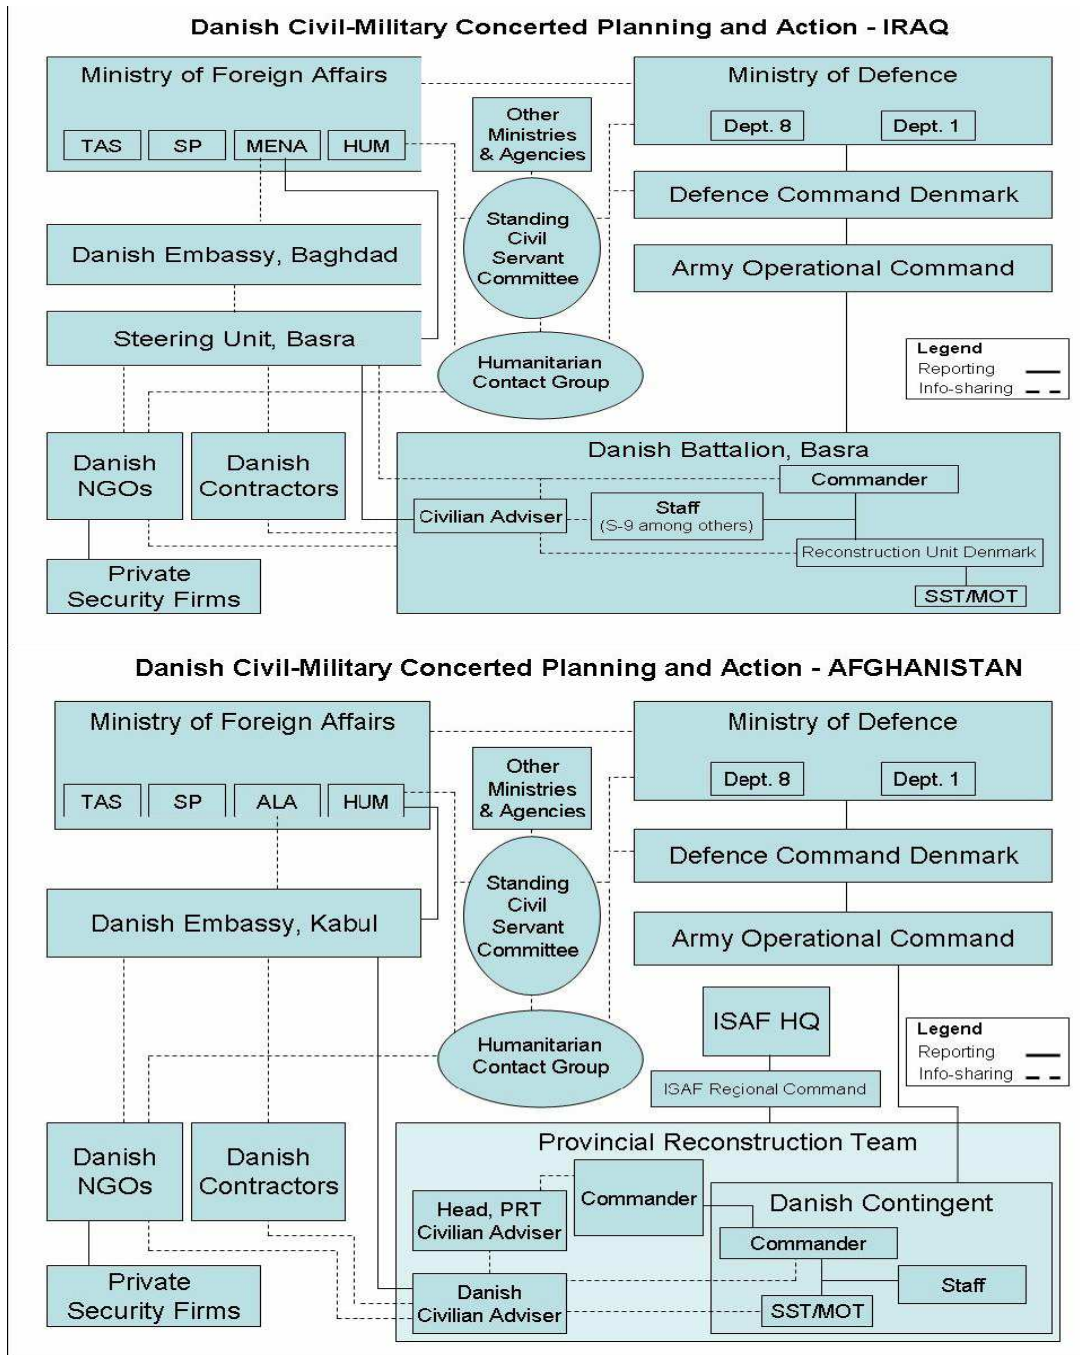 Danish Civil-Military Concerted Planning and Action - IRAQ
Ministry of Foreign Affairs
TAS
SP
MENA
HUM
Other
Ministries
& Agencies
Ministry of Defence
Dept. 8
Dept. 1
Defence Command Denmark
Standing
Civil
Servant
Committee
Danish Embassy, Baghdad
Army Operational Command
Steering Unit, Basra
Humanitarian
Contact Group
Legend
Reporting
Info-sharing
Danish
NGOs
Danish
Contractors
Danish Battalion, Basra
Commander
Civilian Adviser
Staff
(S-9 among others)
Reconstruction Unit Denmark
SST/MOT
Private
Security Firms
Danish Civil-Military Concerted Planning and Action - AFGHANISTAN
Ministry of Foreign Affairs
TAS
SP
ALA
HUM
Other
Ministries
& Agencies
Ministry of Defence
Dept. 8
Dept. 1
Defence Command Denmark
Standing
Civil
Servant
Committee
Danish Embassy, Kabul
Army Operational Command
ISAF HQ
Humanitarian
Contact Group
Legend
Reporting
Info-sharing
ISAF Regional Command
Danish
NGOs
Danish
Contractors
Provincial Reconstruction Team
Commander
Head, PRT
Civilian Adviser
Danish Contingent
Commander
Staff
Danish
Civilian Adviser
SST/MOT
Private
Security Firms